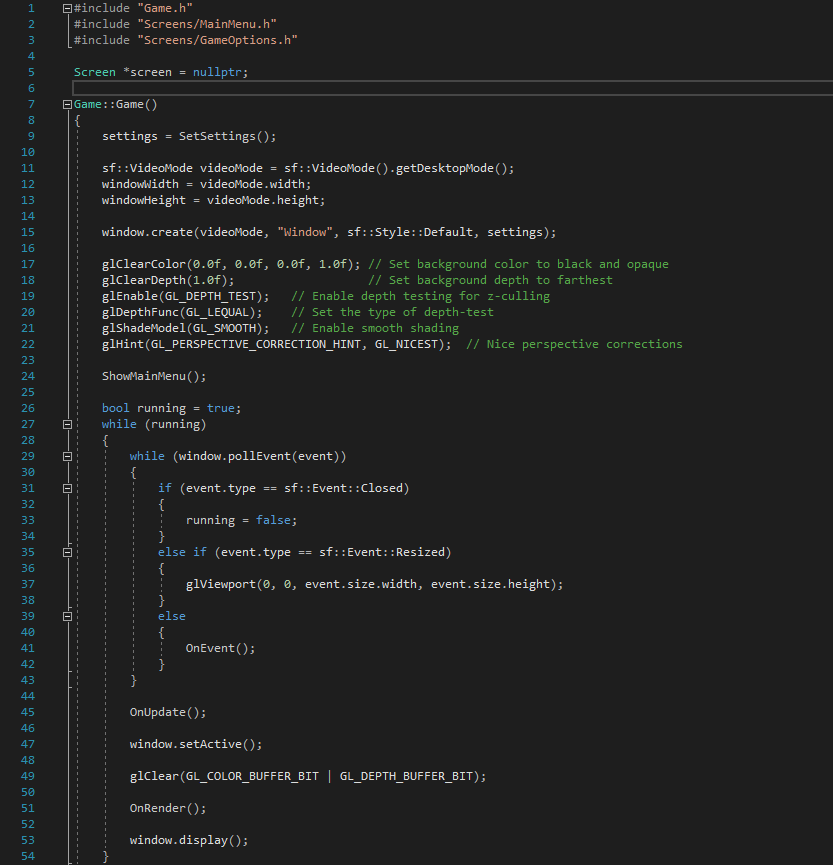 1 #include "Game.h"
2 #include "Screens/MainMenu.h"
3 #include "Screens/GameOptions.h"
4
5 Screen *screen = nullptr;
6
7 Game::Game()
8 {
9 settings = SetSettings();
10
11 sf::VideoMode videoMode = sf::VideoMode().getDesktopMode();
12 windowWidth = videoMode.width;
13 windowHeight = videoMode.height;
14
15 window.create(videoMode, "Window", sf::Style::Default, settings);
16
17 glClearColor(0.0f, 0.0f, 0.0f, 1.0f); // Set background color to black and opaque
18 glClearDepth(1.0f); // Set background depth to farthest
19 glEnable(GL_DEPTH_TEST); // Enable depth testing for z-culling
20 glDepthFunc(GL_LEQUAL); // Set the type of depth-test
21 glShadeModel(GL_SMOOTH); // Enable smooth shading
22 glHint(GL_PERSPECTIVE_CORRECTION_HINT, GL_NICEST); // Nice perspective corrections
23
24 ShowMainMenu();
25
26 bool running = true;
27 while (running)
28 {
29 while (window.pollEvent(event))
30 {
31 if (event.type == sf::Event::Closed)
32 {
33 running = false;
34 }
35 else if (event.type == sf::Event::Resized)
36 {
37 glViewport(0, 0, event.size.width, event.size.height);
38 }
39 else
40 {
41 OnEvent();
42 }
43 }
44
45 OnUpdate();
46
47 window.setActive();
48
49 glClear(GL_COLOR_BUFFER_BIT | GL_DEPTH_BUFFER_BIT);
50
51 OnRender();
52
53 window.display();
54 }